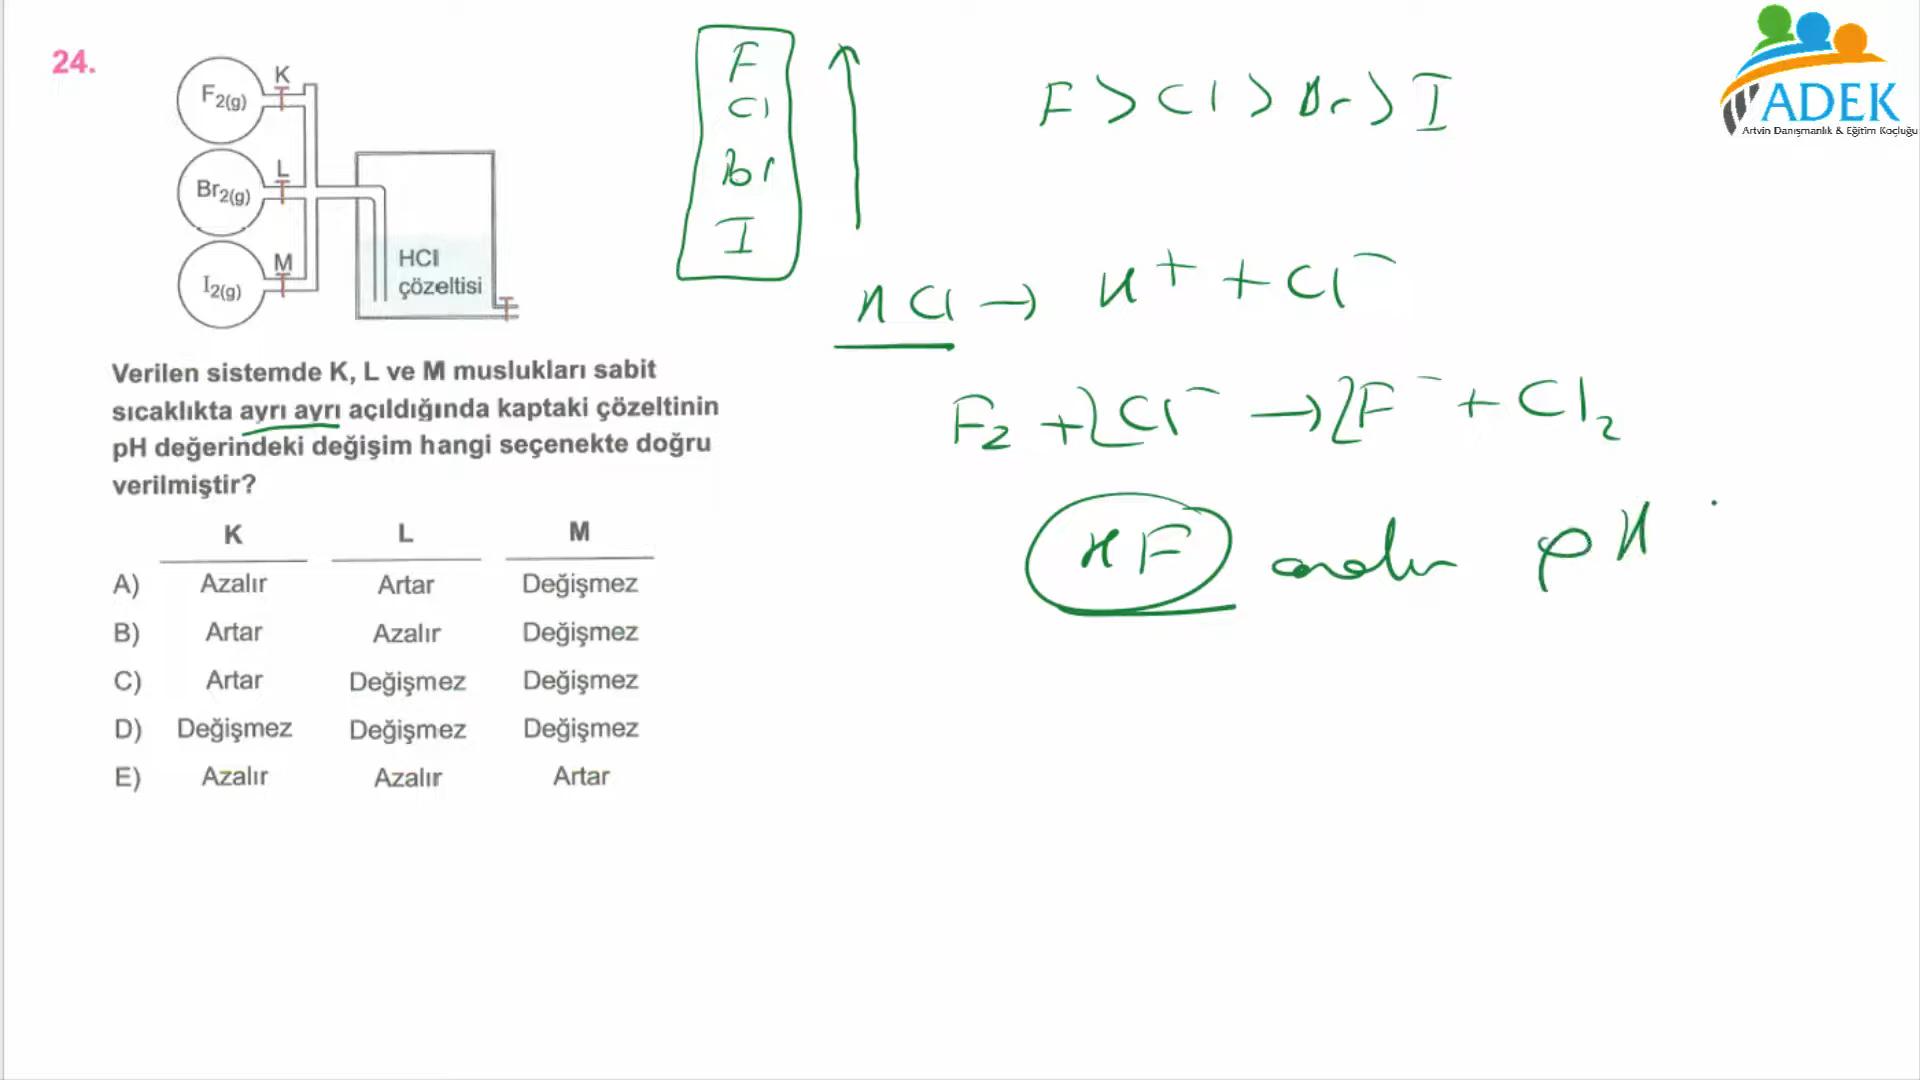 24.
K
F2(g)
L
Br2(g)
M
I2(g)
HCl
çözeltisi
Verilen sistemde K, L ve M muslukları sabit
sıcaklıkta ayrı ayrı açıldığında kaptaki çözeltinin
pH değerindeki değişim hangi seçenekte doğru
verilmiştir?
K L M
A) Azalır Artar Değişmez
B) Artar Azalır Değişmez
C) Artar Değişmez Değişmez
D) Değişmez Değişmez Değişmez
E) Azalır Azalır Artar
F
Cl
Br
I
F > Cl > Br > I
HCl → H⁺ + Cl⁻
F₂ + 2Cl⁻ → 2F⁻ + Cl₂
HF pH
ADEK
Artvin Danışmanlık & Eğitim Koçluğu